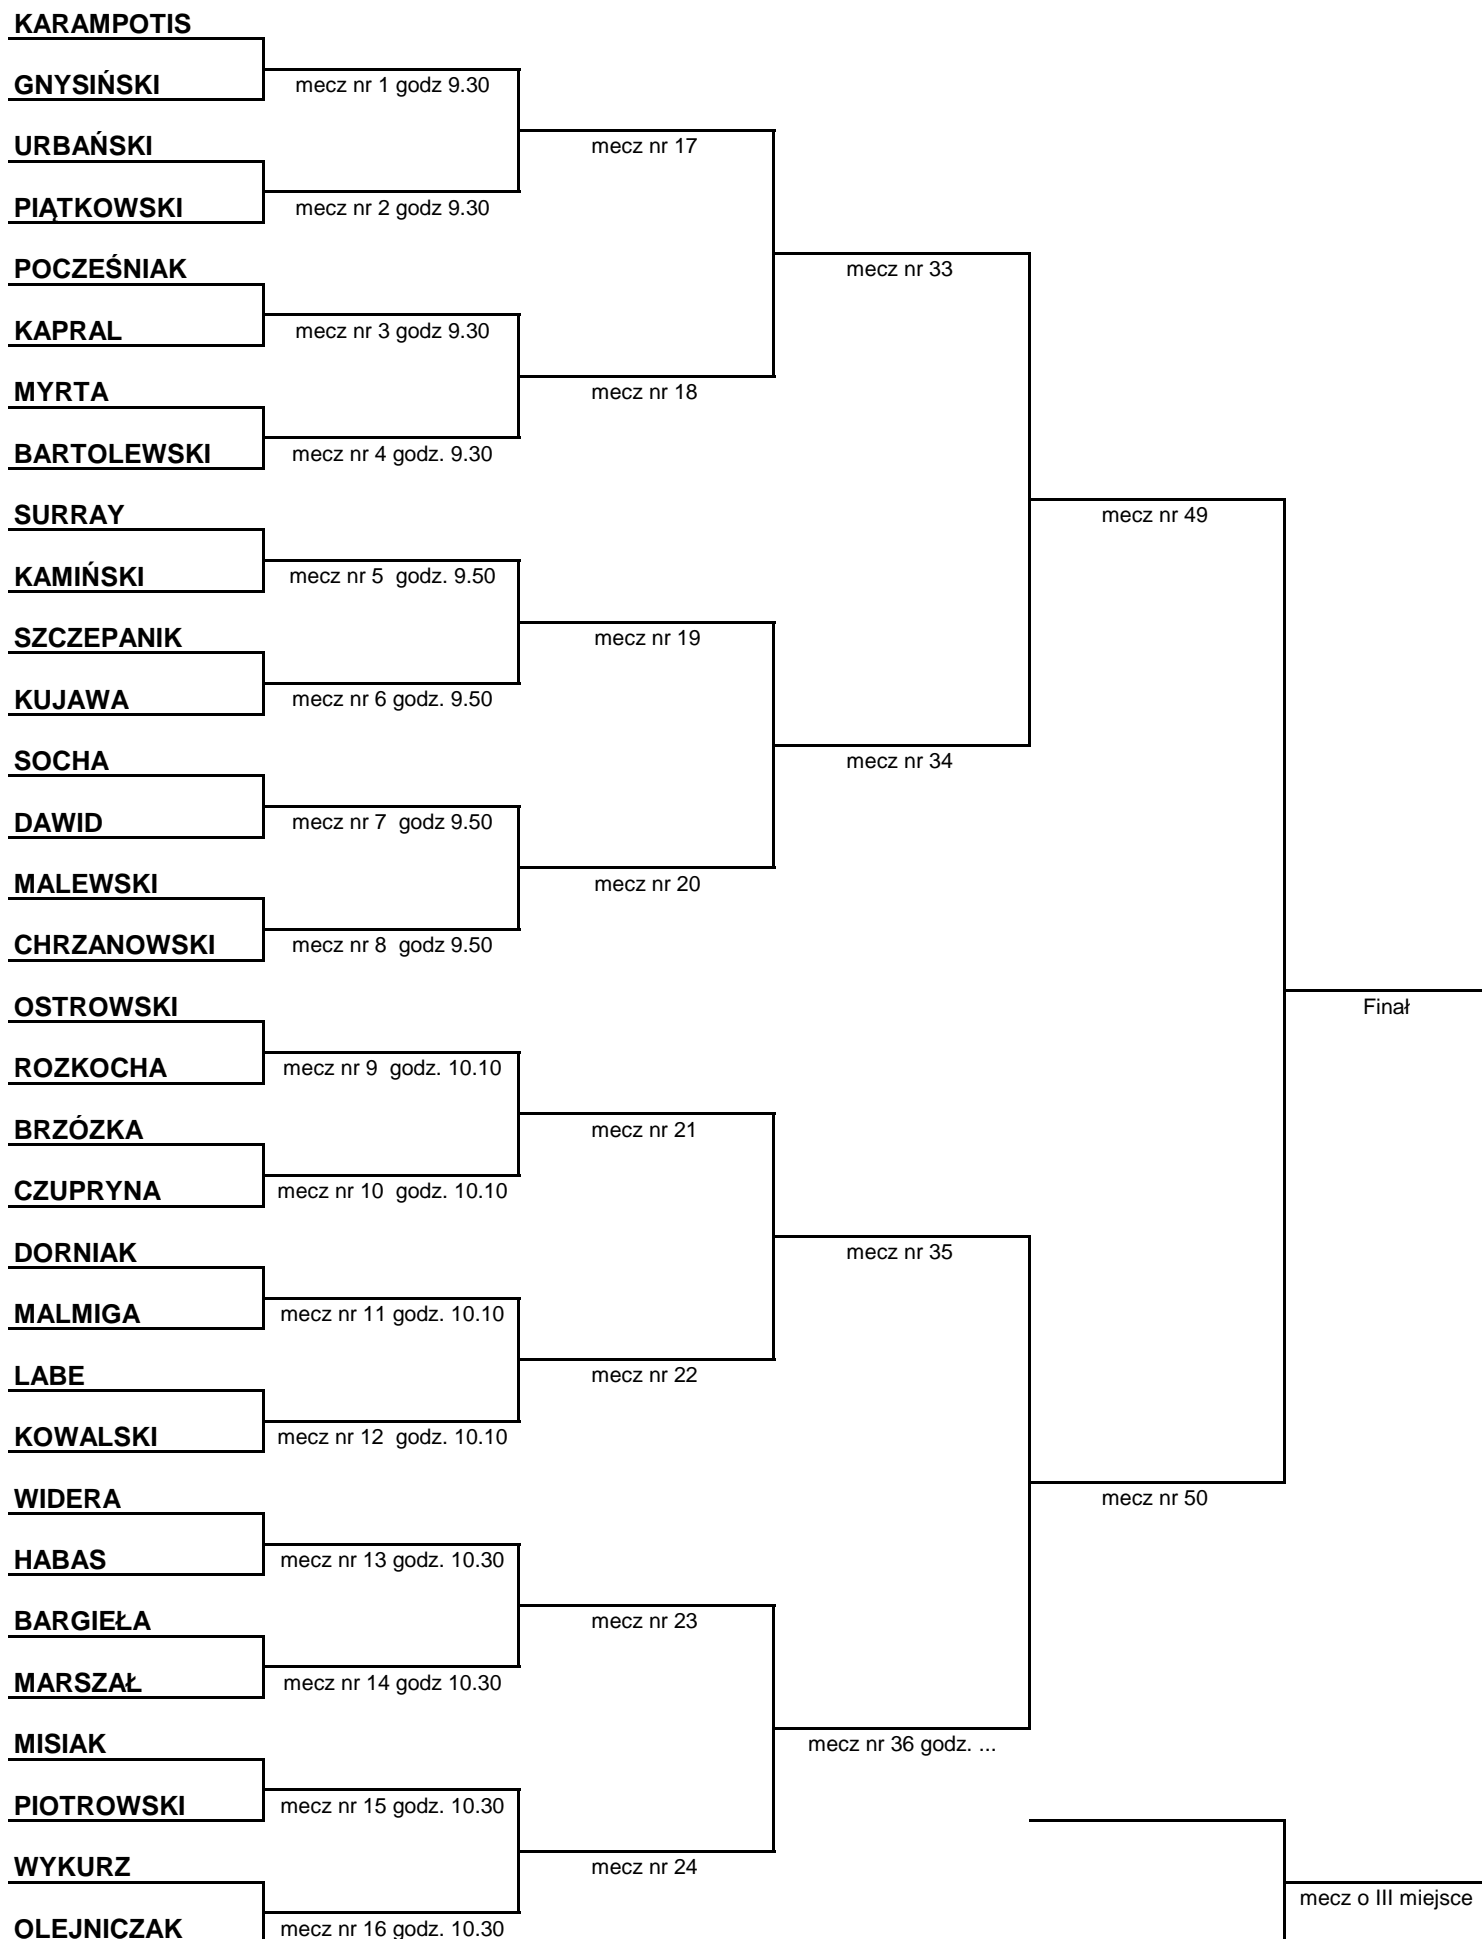 KARAMPOTIS
GNYSIŃSKI
mecz nr 1 godz 9.30
URBAŃSKI
mecz nr 17
PIĄTKOWSKI
mecz nr 2 godz 9.30
POCZEŚNIAK
mecz nr 33
KAPRAL
mecz nr 3 godz 9.30
MYRTA
mecz nr 18
BARTOLEWSKI
mecz nr 4 godz. 9.30
SURRAY
mecz nr 49
KAMIŃSKI
mecz nr 5  godz. 9.50
SZCZEPANIK
mecz nr 19
KUJAWA
mecz nr 6 godz. 9.50
SOCHA
mecz nr 34
DAWID
mecz nr 7  godz 9.50
MALEWSKI
mecz nr 20
CHRZANOWSKI
mecz nr 8  godz 9.50
OSTROWSKI
Finał
ROZKOCHA
mecz nr 9  godz. 10.10
BRZÓZKA
mecz nr 21
CZUPRYNA
mecz nr 10  godz. 10.10
DORNIAK
mecz nr 35
MALMIGA
mecz nr 11 godz. 10.10
LABE
mecz nr 22
KOWALSKI
mecz nr 12  godz. 10.10
WIDERA
mecz nr 50
HABAS
mecz nr 13 godz. 10.30
BARGIEŁA
mecz nr 23
MARSZAŁ
mecz nr 14 godz 10.30
MISIAK
mecz nr 36 godz. ...
PIOTROWSKI
mecz nr 15 godz. 10.30
WYKURZ
mecz nr 24
mecz o III miejsce
OLEJNICZAK
mecz nr 16 godz. 10.30